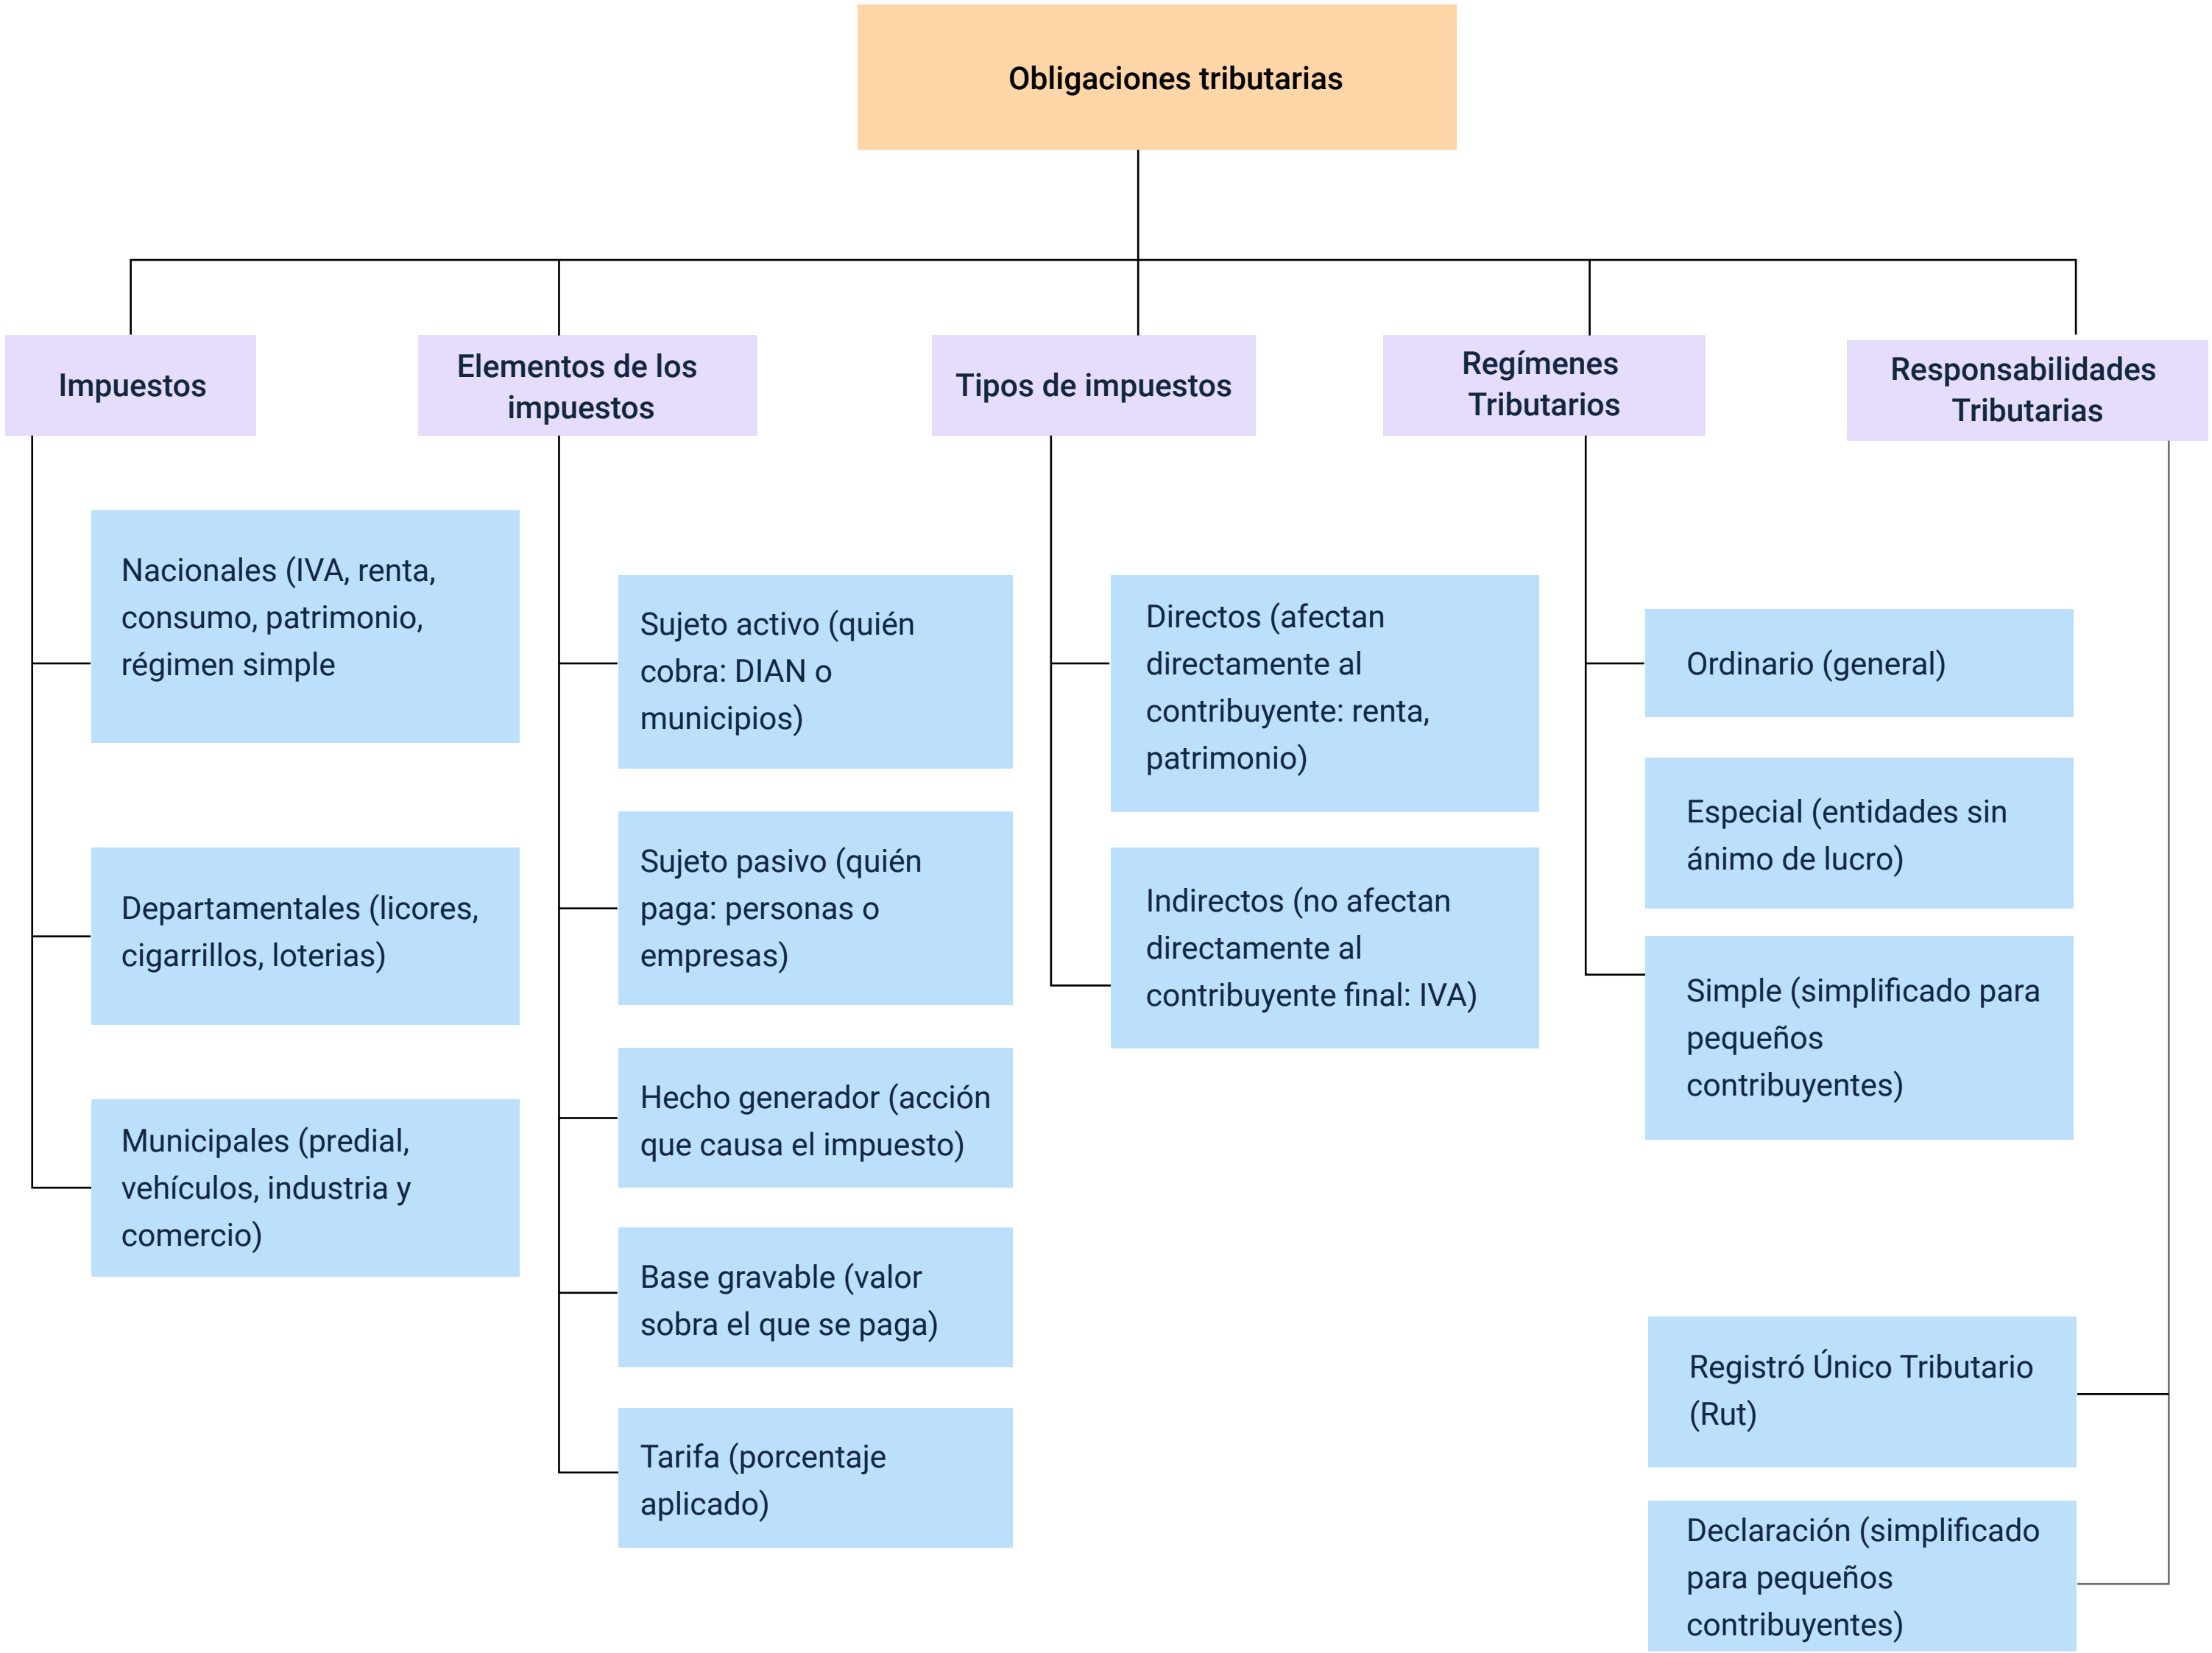 Obligaciones tributarias
Impuestos
Elementos de los
impuestos
Tipos de impuestos
Regímenes
Tributarios
Responsabilidades
Tributarias
Nacionales (IVA, renta,
consumo, patrimonio,
régimen simple
Departamentales (licores,
cigarrillos, loterias)
Municipales (predial,
vehículos, industria y
comercio)
Sujeto activo (quién
cobra: DIAN o
municipios)
Sujeto pasivo (quién
paga: personas o
empresas)
Hecho generador (acción
que causa el impuesto)
Base gravable (valor
sobra el que se paga)
Tarifa (porcentaje
aplicado)
Directos (afectan
directamente al
contribuyente: renta,
patrimonio)
Indirectos (no afectan
directamente al
contribuyente final: IVA)
Ordinario (general)
Especial (entidades sin
ánimo de lucro)
Simple (simplificado para
pequeños
contribuyentes)
Registró Único Tributario
(Rut)
Declaración (simplificado
para pequeños
contribuyentes)